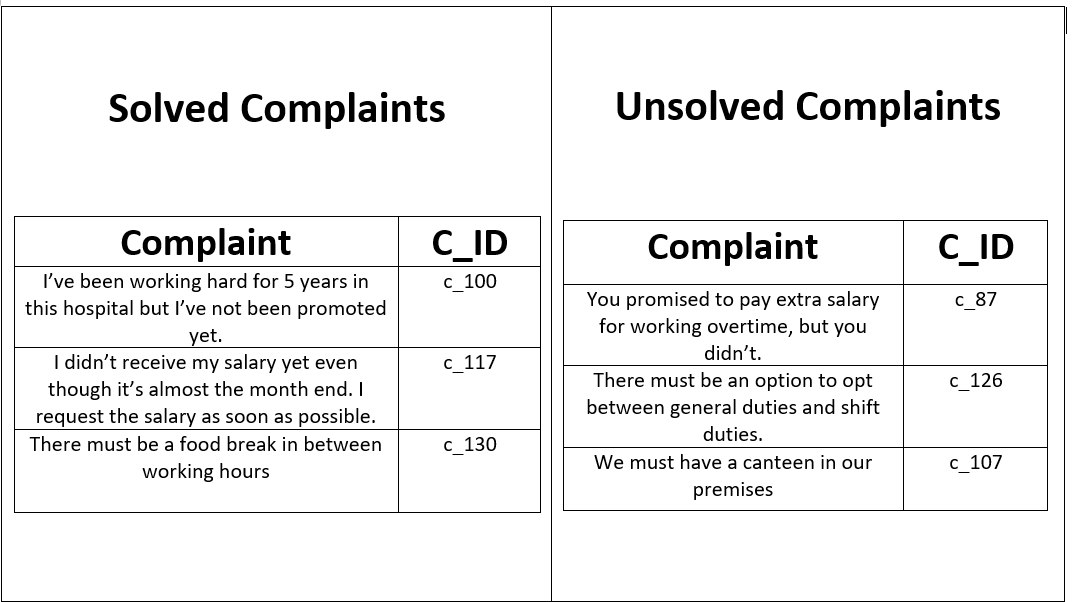 Solved Complaints
Complaint C_ID
I’ve been working hard for 5 years in c_100
this hospital but I’ve not been promoted
yet.
I didn’t receive my salary yet even c_117
though it’s almost the month end. I
request the salary as soon as possible.
There must be a food break in between c_130
working hours
Unsolved Complaints
Complaint C_ID
You promised to pay extra salary c_87
for working overtime, but you
didn’t.
There must be an option to opt c_126
between general duties and shift
duties.
We must have a canteen in our c_107
premises